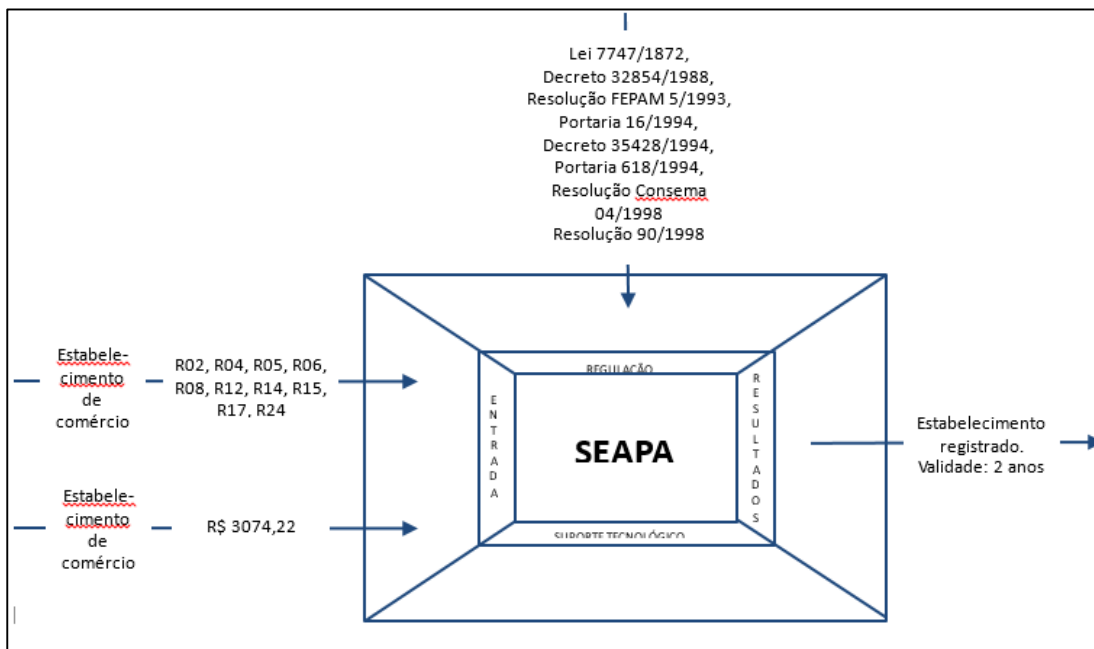 Lei 7747/1872,
Decreto 32854/1988,
Resolução FEPAM 5/1993,
Portaria 16/1994,
Decreto 35428/1994,
Portaria 618/1994,
Resolução Consema
04/1998
Resolução 90/1998
Estabele-
cimento
de
comércio
R02, R04, R05, R06,
R08, R12, R14, R15,
R17, R24
REGULAÇÃO
ENTRADA
SEAPA
RESULTADOS
SUPORTE TECNOLÓGICO
Estabelecimento
registrado.
Validade: 2 anos
Estabele-
cimento
de
comércio
R$ 3074,22